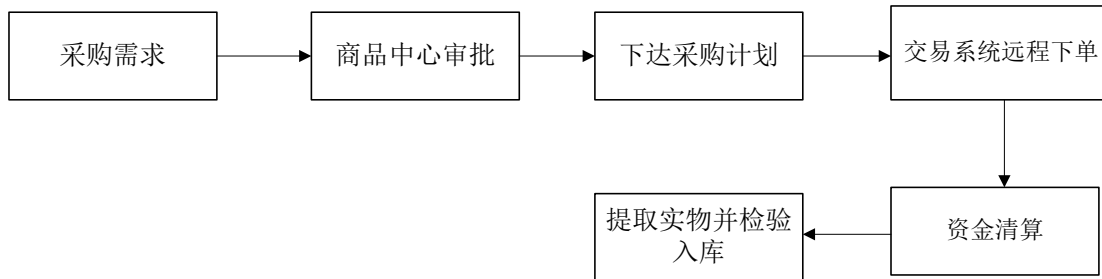 采购需求
商品中心审批
下达采购计划
交易系统远程下单
提取实物并检验
入库
资金清算